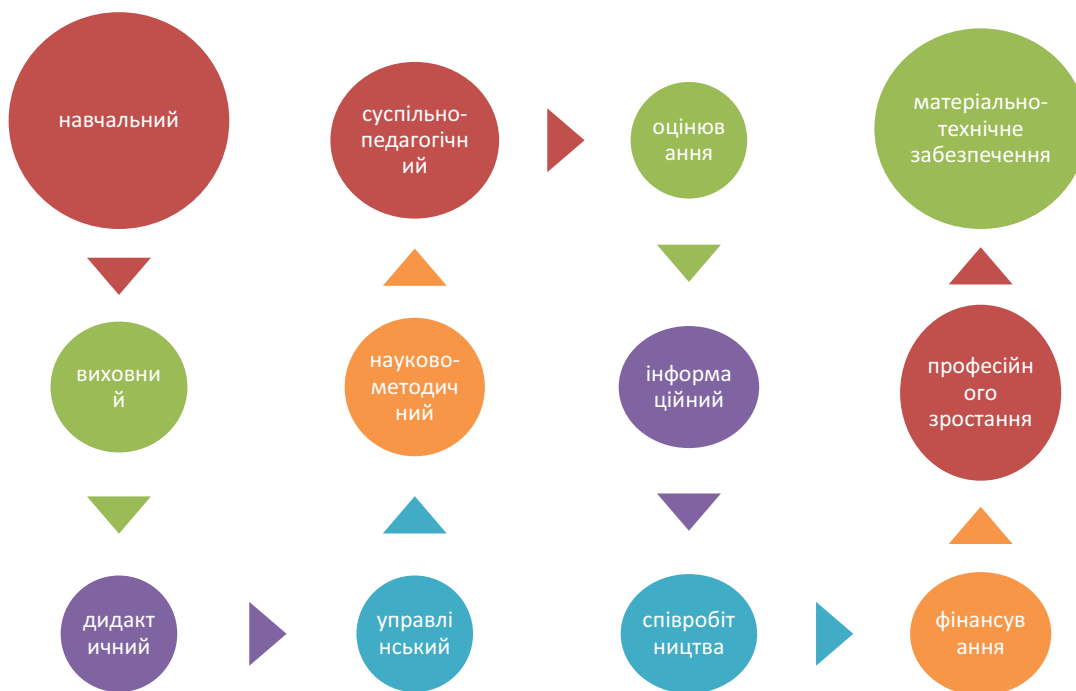 навчальний
виховни
й
дидакт
ичний
управлі
нський
науково-
методич
ний
суспільно-
педагогічн
ий
оцінюв
ання
інформа
ційний
співробіт
ництва
фінансув
ання
професійн
ого
зростання
матеріально-
технічне
забезпечення